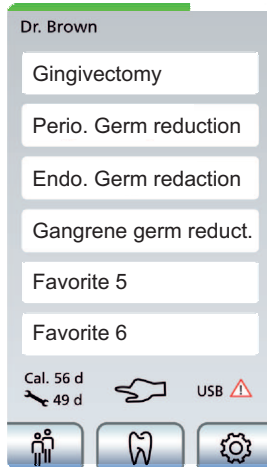 Dr. Brown
Gingivectomy
Perio. Germ reduction
Endo. Germ redaction
Gangrene germ reduct.
Favorite 5
Favorite 6
Cal. 56 d
49 d
USB